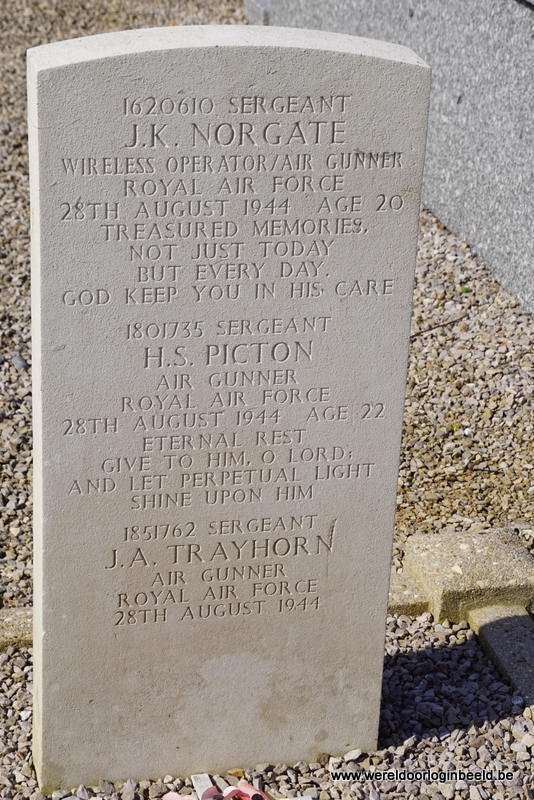 1620610 SERGEANT
J.K. NORGATE
WIRELESS OPERATOR/AIR GUNNER
ROYAL AIR FORCE
28TH AUGUST 1944 AGE 20
TREASURED MEMORIES,
NOT JUST TODAY
BUT EVERY DAY.
GOD KEEP YOU IN HIS CARE
1801735 SERGEANT
H.S. PICTON
AIR GUNNER
ROYAL AIR FORCE
28TH AUGUST 1944 AGE 22
ETERNAL REST
GIVE TO HIM, O LORD;
AND LET PERPETUAL LIGHT
SHINE UPON HIM
1851762 SERGEANT
J.A. TRAYHORN
AIR GUNNER
ROYAL AIR FORCE
28TH AUGUST 1944
www.wereldoorloginbeeld.be